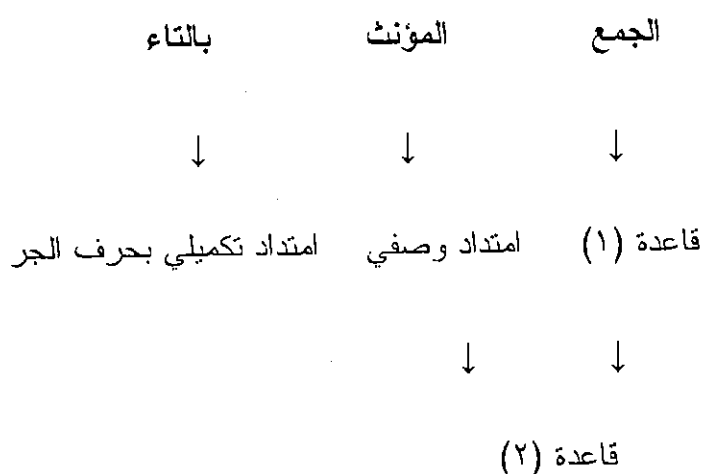 الجمع المؤنث بالتاء
↓ ↓ ↓
قاعدة (١) امتداد وصفي امتداد تكميلي بحرف الجر
↓ ↓
قاعدة (٢)